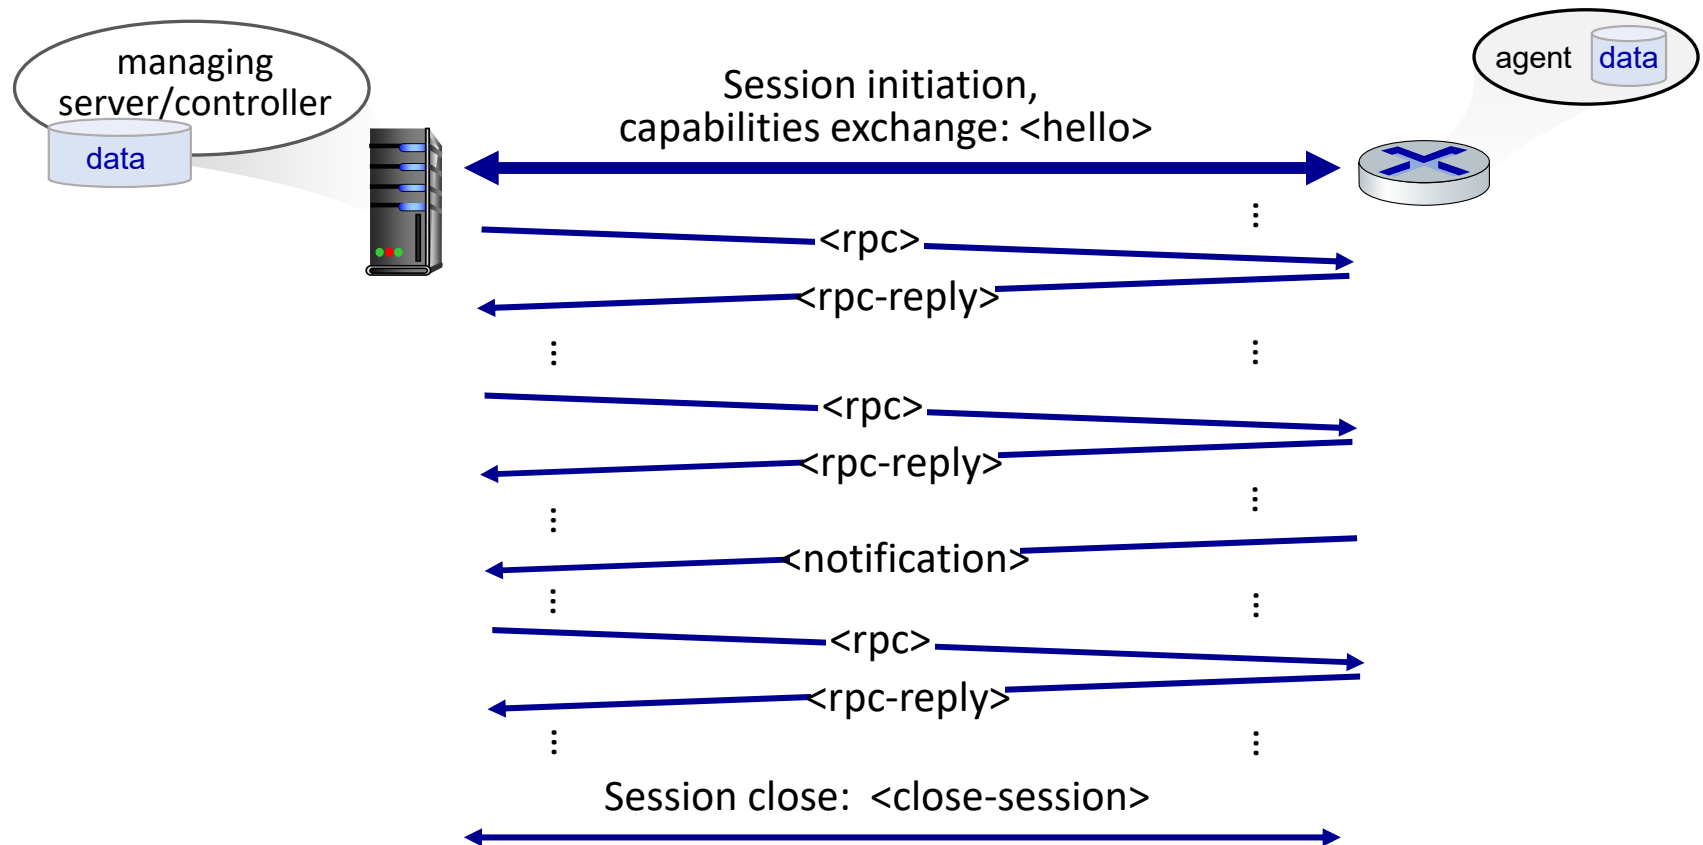 managing
server/controller
data
agent data
Session initiation,
capabilities exchange: <hello>
<rpc>
<rpc-reply>
<rpc>
<rpc-reply>
<notification>
<rpc>
<rpc-reply>
Session close: <close-session>